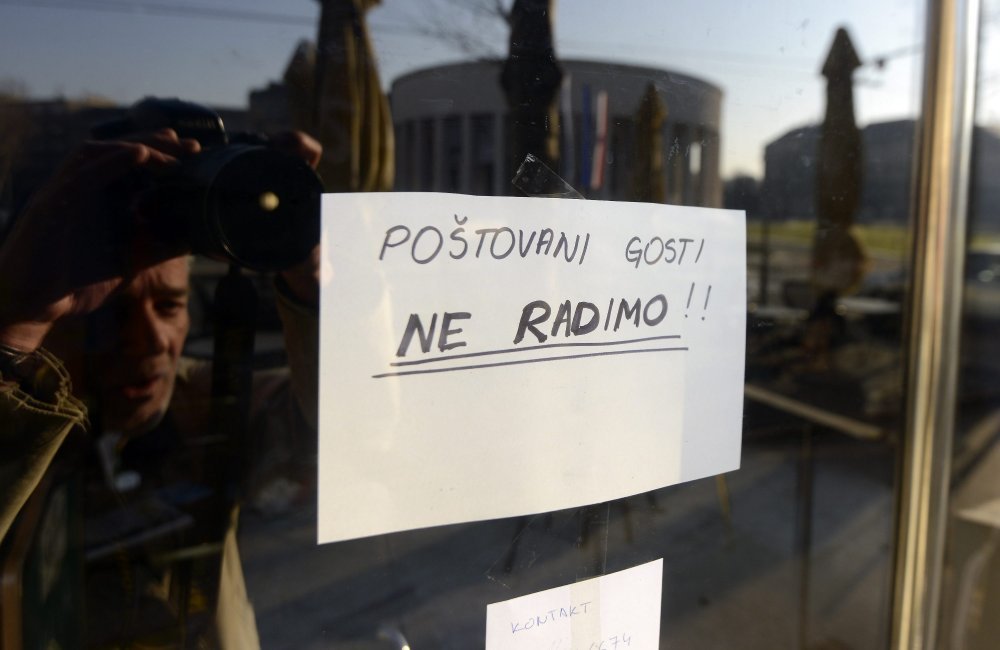 POŠTOVANI GOSTI
NE RADIMO!!
KONTAKT